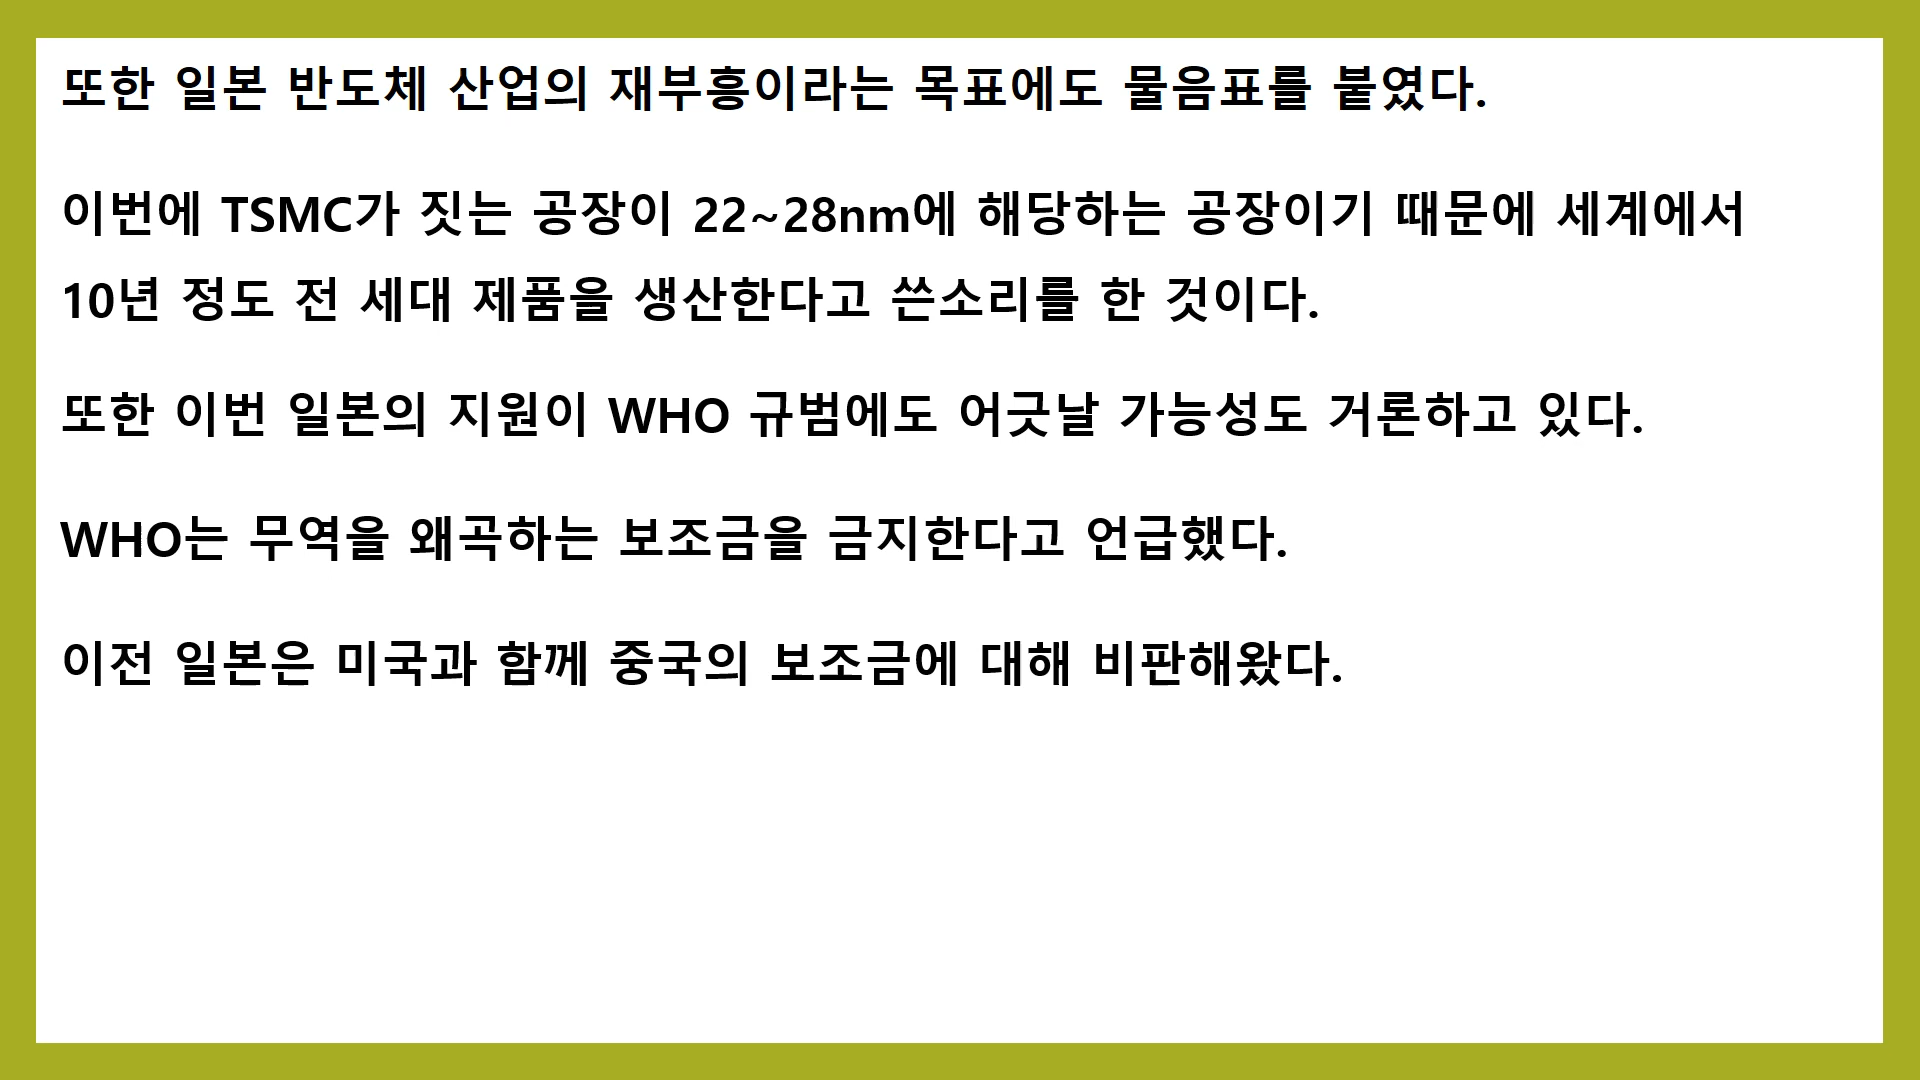 또한 일본 반도체 산업의 재부흥이라는 목표에도 물음표를 붙였다.
이번에 TSMC가 짓는 공장이 22~28nm에 해당하는 공장이기 때문에 세계에서
10년 정도 전 세대 제품을 생산한다고 쓴소리를 한 것이다.
또한 이번 일본의 지원이 WHO 규범에도 어긋날 가능성도 거론하고 있다.
WHO는 무역을 왜곡하는 보조금을 금지한다고 언급했다.
이전 일본은 미국과 함께 중국의 보조금에 대해 비판해왔다.